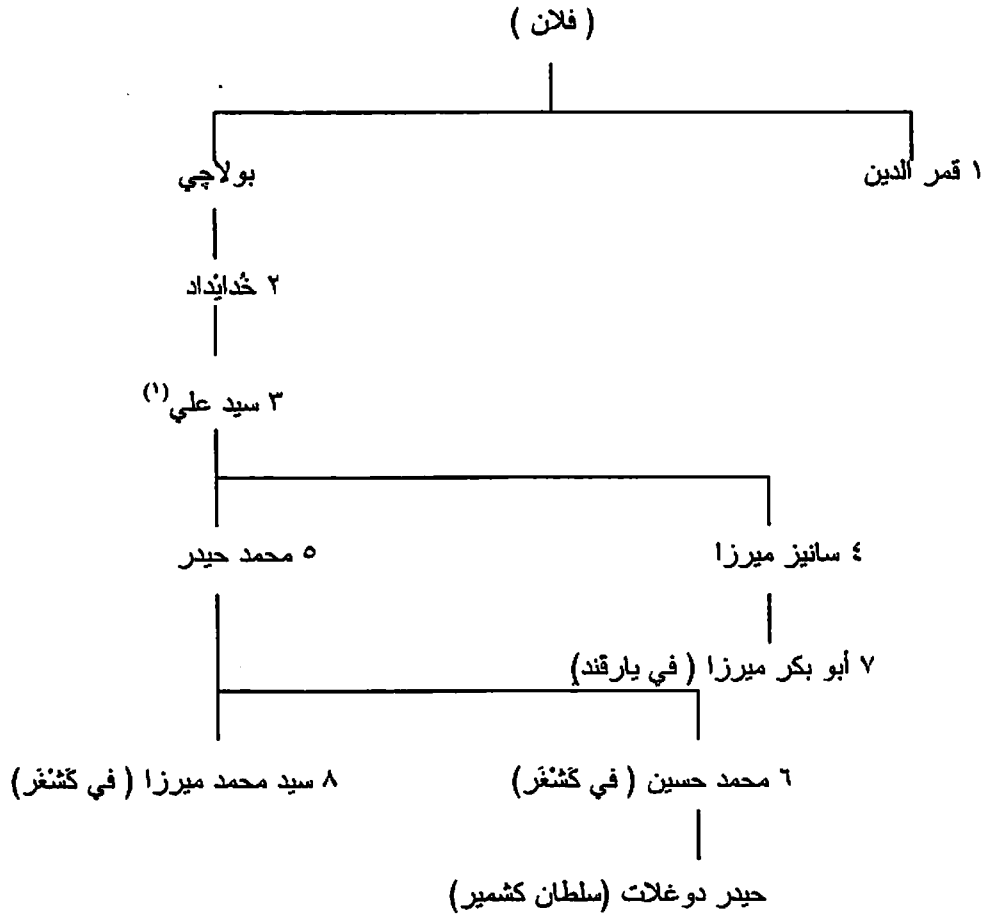 ( فلان )
١ قمر الدين
بولاچي
٢ خُدايْداد
٣ سيد علي(١)
٤ سانيز ميرزا
٥ محمد حيدر
٧ أبو بكر ميرزا ( في يارقند)
٦ محمد حسين ( في كَشْغَر)
٨ سيد محمد ميرزا ( في كَشْغَر)
حيدر دوغلات (سلطان كشمير)